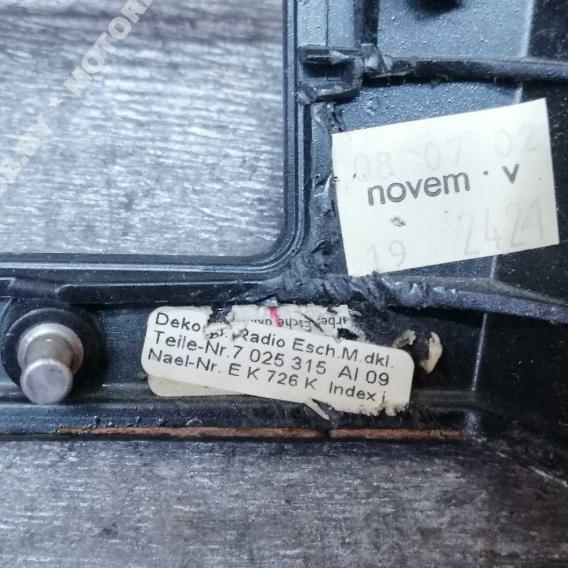 08 07 02
novem · v
19 2421
Radio Esch.M.dkl.
Teile-Nr.7 025 315 AI 09
Nael-Nr. E K 726 K Index i